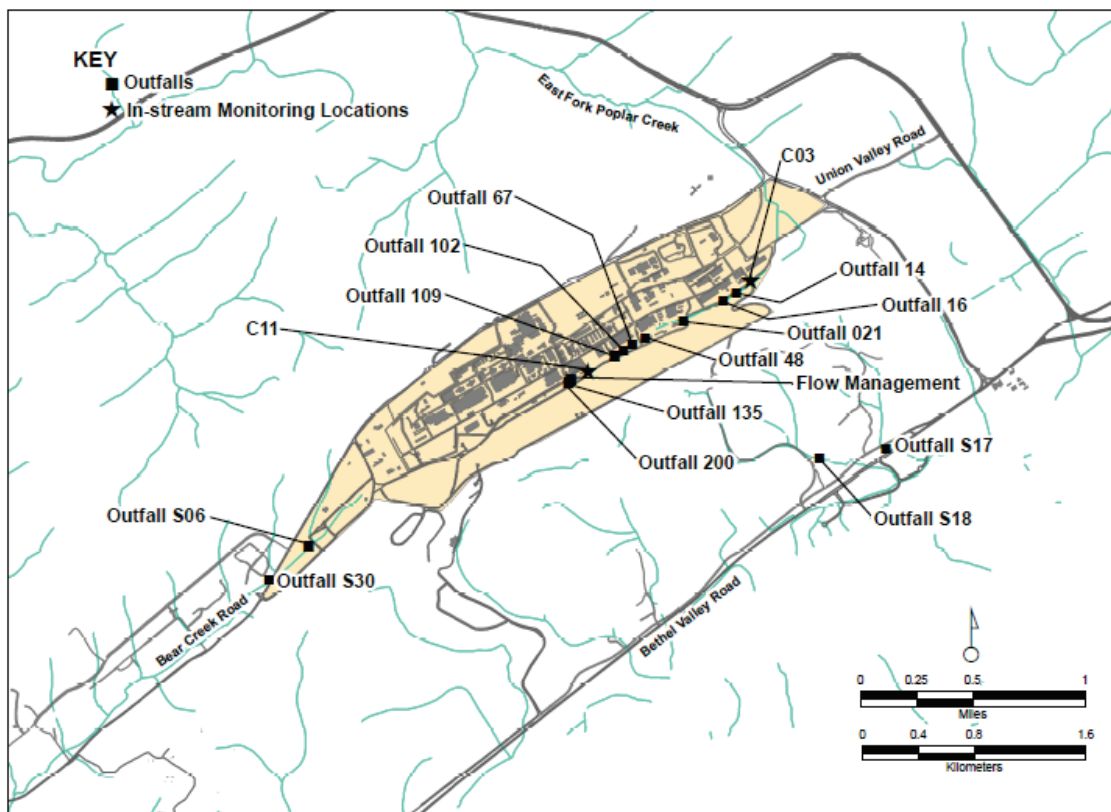 KEY
Outfalls
In-stream Monitoring Locations
East Fork Poplar Creek
Union Valley Road
C03
Outfall 67
Outfall 102
Outfall 109
C11
Outfall 14
Outfall 16
Outfall 021
Outfall 48
Flow Management
Outfall 135
Outfall 200
Outfall S17
Outfall S18
Outfall S06
Outfall S30
Bear Creek Road
Bethel Valley Road
0 0.25 0.5 1
Miles
0 0.4 0.8 1.6
Kilometers